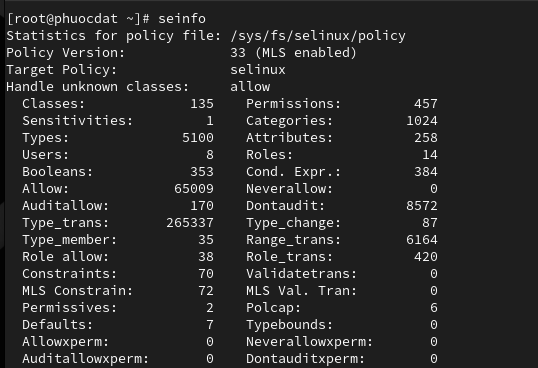 [root@phuocdat ~]# seinfo
Statistics for policy file: /sys/fs/selinux/policy
Policy Version: 33 (MLS enabled)
Target Policy: selinux
Handle unknown classes: allow
Classes: 135 Permissions: 457
Sensitivities: 1 Categories: 1024
Types: 5100 Attributes: 258
Users: 8 Roles: 14
Booleans: 353 Cond. Expr.: 384
Allow: 65009 Neverallow: 0
Auditallow: 170 Dontaudit: 8572
Type_trans: 265337 Type_change: 87
Type_member: 35 Range_trans: 6164
Role allow: 38 Role_trans: 420
Constraints: 70 Validatetrans: 0
MLS Constrain: 72 MLS Val. Tran: 0
Permissives: 2 Polcap: 6
Defaults: 7 Typebounds: 0
Allowxperm: 0 Neverallowxperm: 0
Auditallowxperm: 0 Dontauditxperm: 0